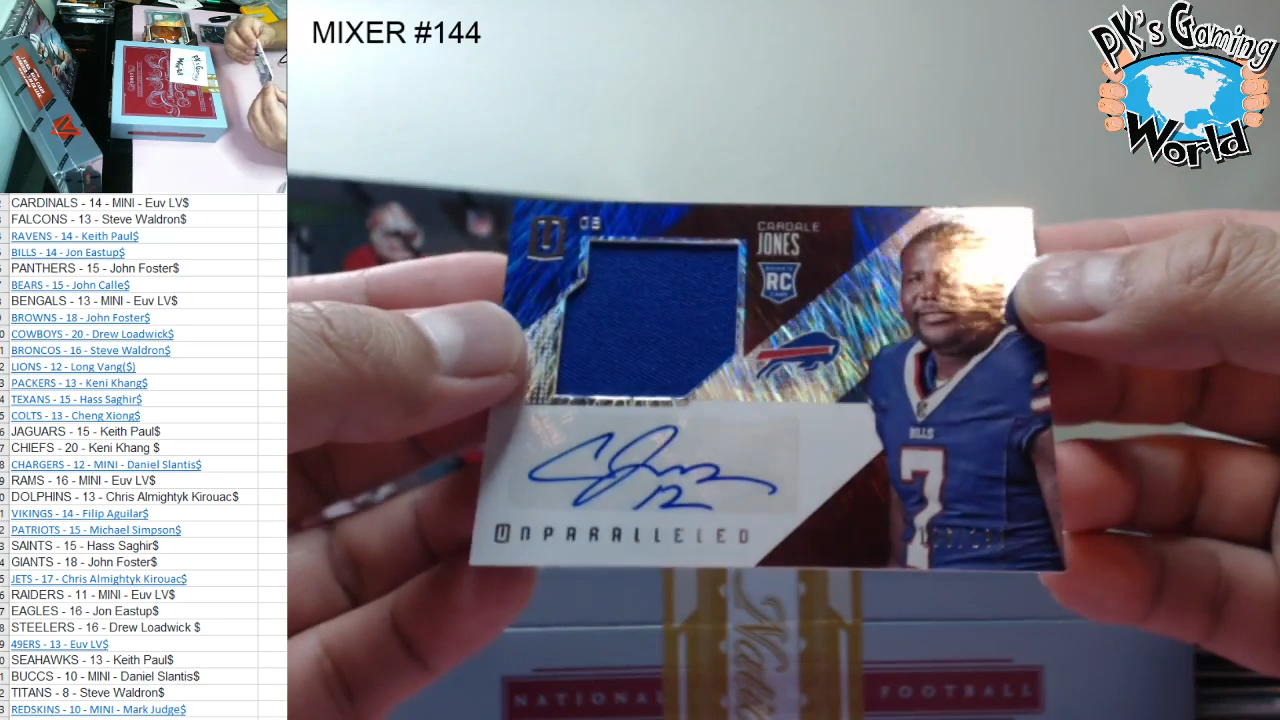 MIXER #144
PK's Gaming
World
CARDINALS - 14 - MINI - Euv LV$
FALCONS - 13 - Steve Waldron$
RAVENS - 14 - Keith Paul$
BILLS - 14 - Jon Eastup$
PANTHERS - 15 - John Foster$
BEARS - 15 - John Calle$
BENGALS - 13 - MINI - Euv LV$
BROWNS - 18 - John Foster$
COWBOYS - 20 - Drew Loadwick$
BRONCOS - 16 - Steve Waldron$
LIONS - 12 - Long Vang($)
PACKERS - 13 - Keni Khang$
TEXANS - 15 - Hass Saghir$
COLTS - 13 - Cheng Xiong$
JAGUARS - 15 - Keith Paul$
CHIEFS - 20 - Keni Khang $
CHARGERS - 12 - MINI - Daniel Slantis$
RAMS - 16 - MINI - Euv LV$
DOLPHINS - 13 - Chris Almightyk Kirouac$
VIKINGS - 14 - Filip Aguilar$
PATRIOTS - 15 - Michael Simpson$
SAINTS - 15 - Hass Saghir$
GIANTS - 18 - John Foster$
JETS - 17 - Chris Almightyk Kirouac$
RAIDERS - 11 - MINI - Euv LV$
EAGLES - 16 - Jon Eastup$
STEELERS - 16 - Drew Loadwick $
49ERS - 13 - Euv LV$
SEAHAWKS - 13 - Keith Paul$
BUCCS - 10 - MINI - Daniel Slantis$
TITANS - 8 - Steve Waldron$
REDSKINS - 10 - MINI - Mark Judge$
U
CARDALE
JONES
RC
BILLS
7
12
UNPARALLELED
NATIONAL
FOOTBALL